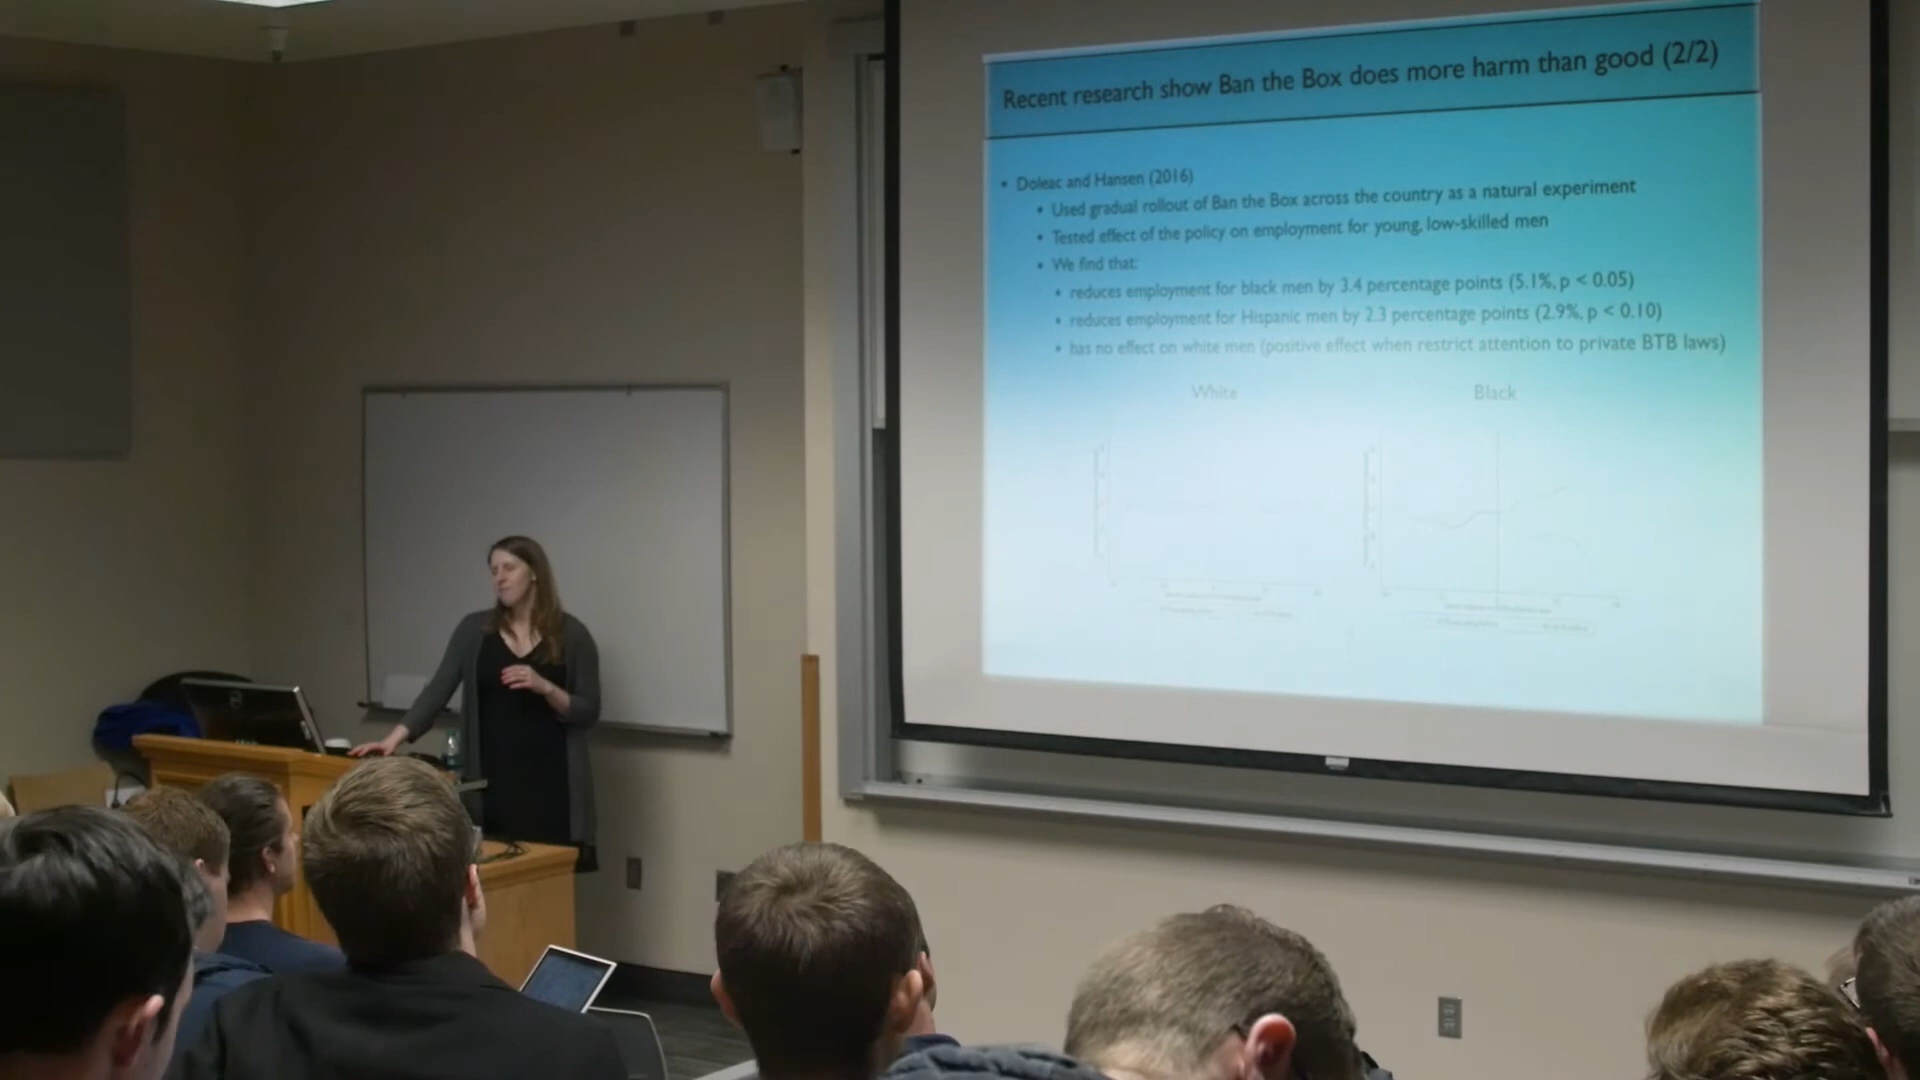 Recent research show Ban the Box does more harm than good (2/2)
• Doleac and Hansen (2016)
• Used gradual rollout of Ban the Box across the country as a natural experiment
• Tested effect of the policy on employment for young, low-skilled men
• We find that:
• reduces employment for black men by 3.4 percentage points (5.1%, p < 0.05)
• reduces employment for Hispanic men by 2.3 percentage points (2.9%, p < 0.10)
• has no effect on white men (positive effect when restrict attention to private BTB laws)
White
Black